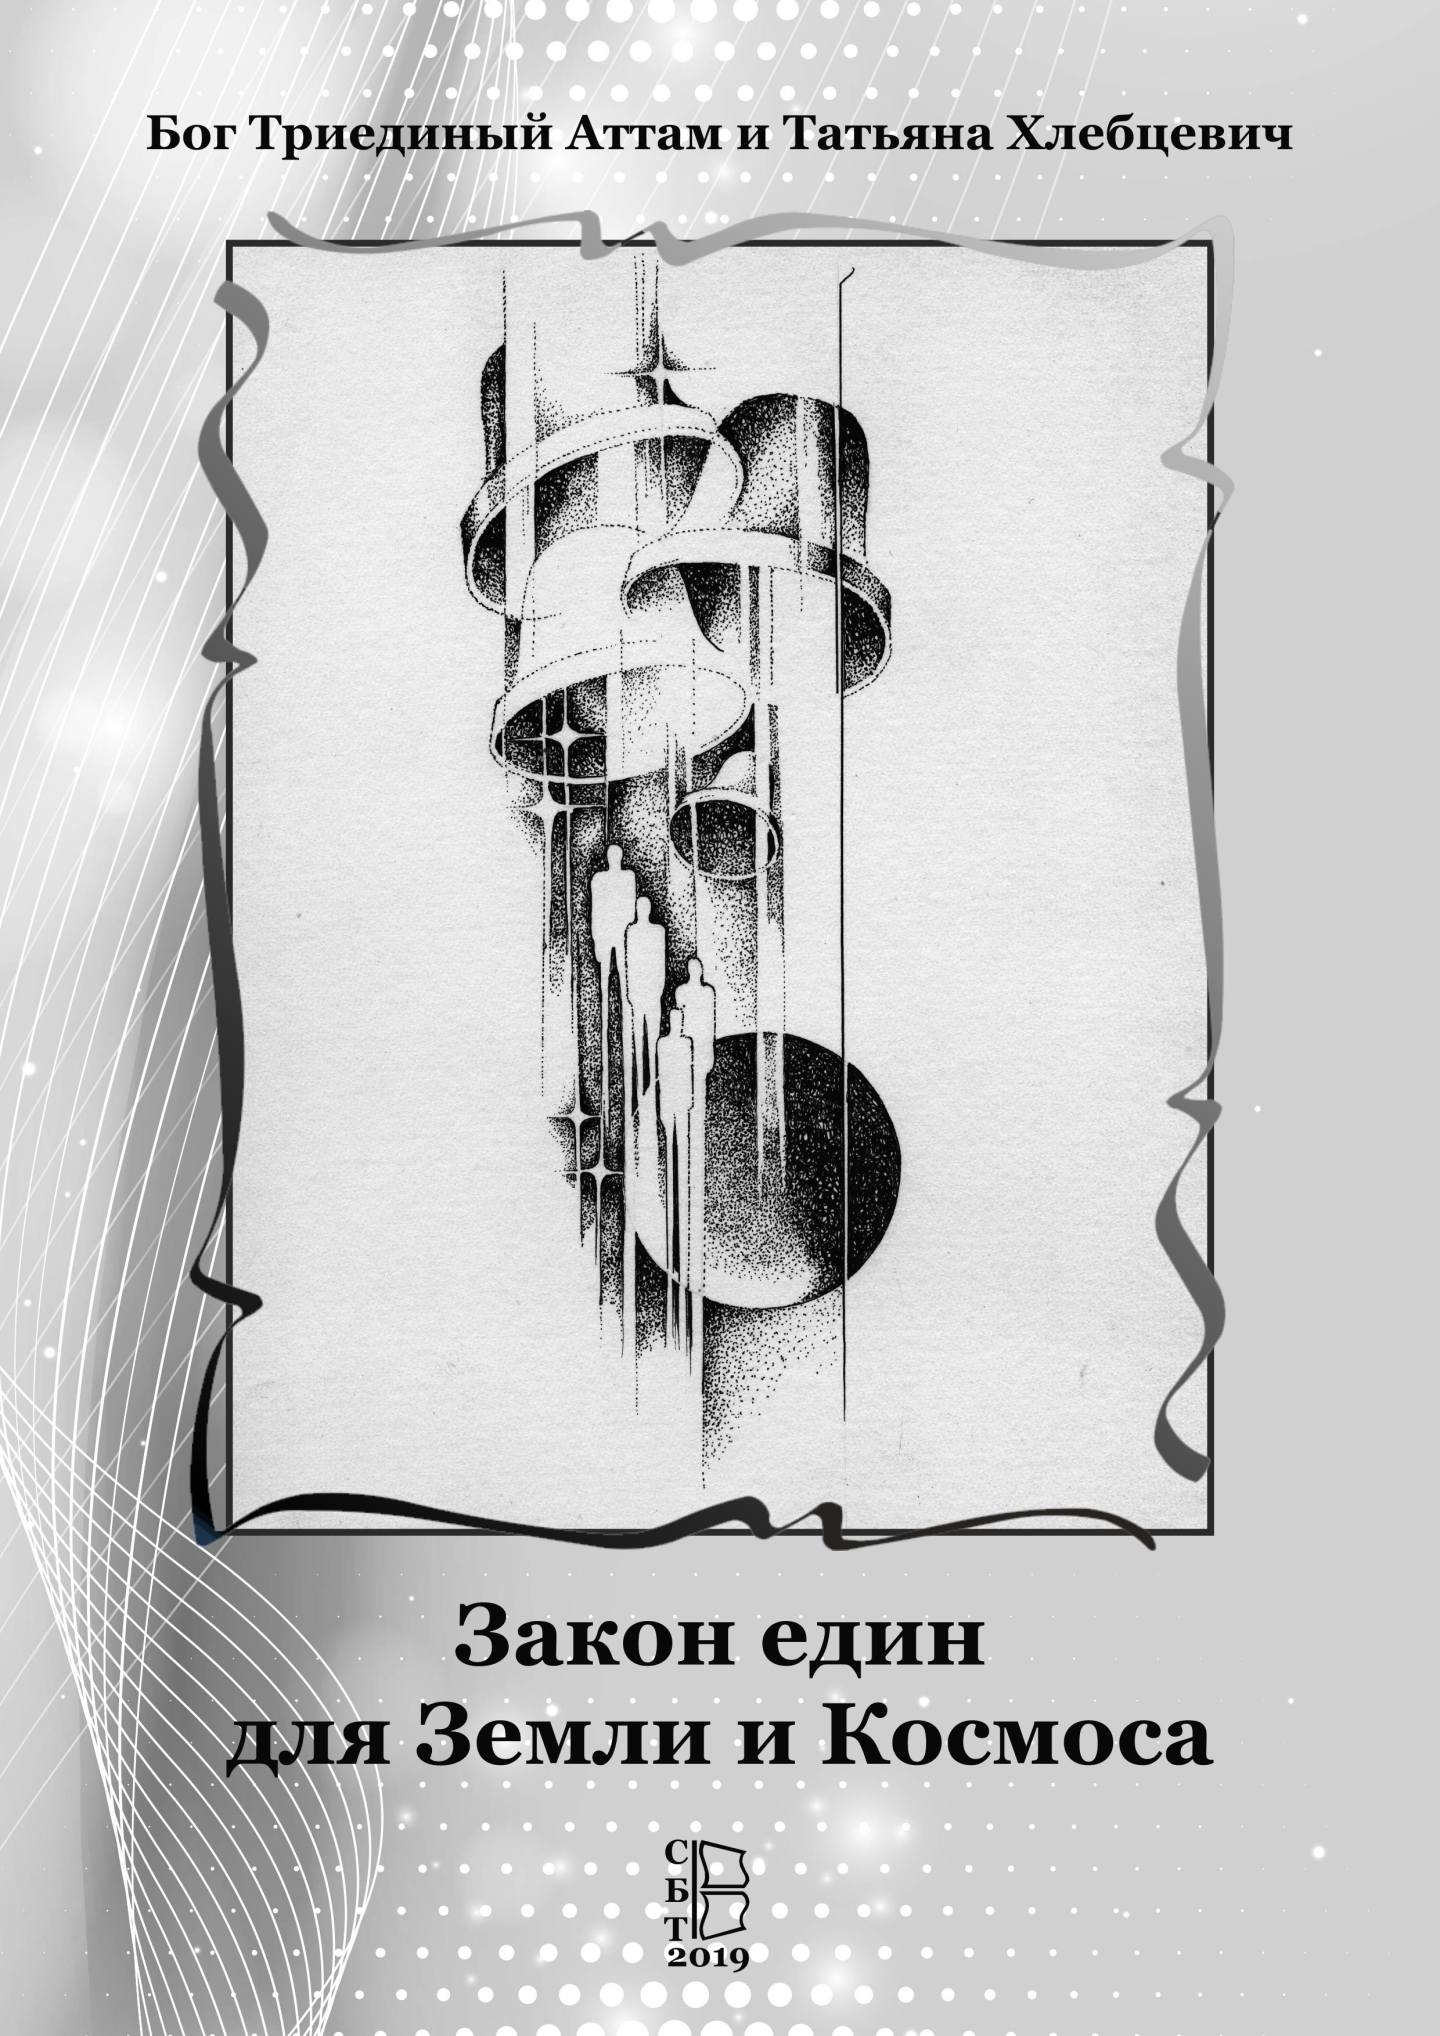 Бог Триединый Аттам и Татьяна Хлебцевич
Закон един
для Земли и Космоса
С
Б
Т
2019